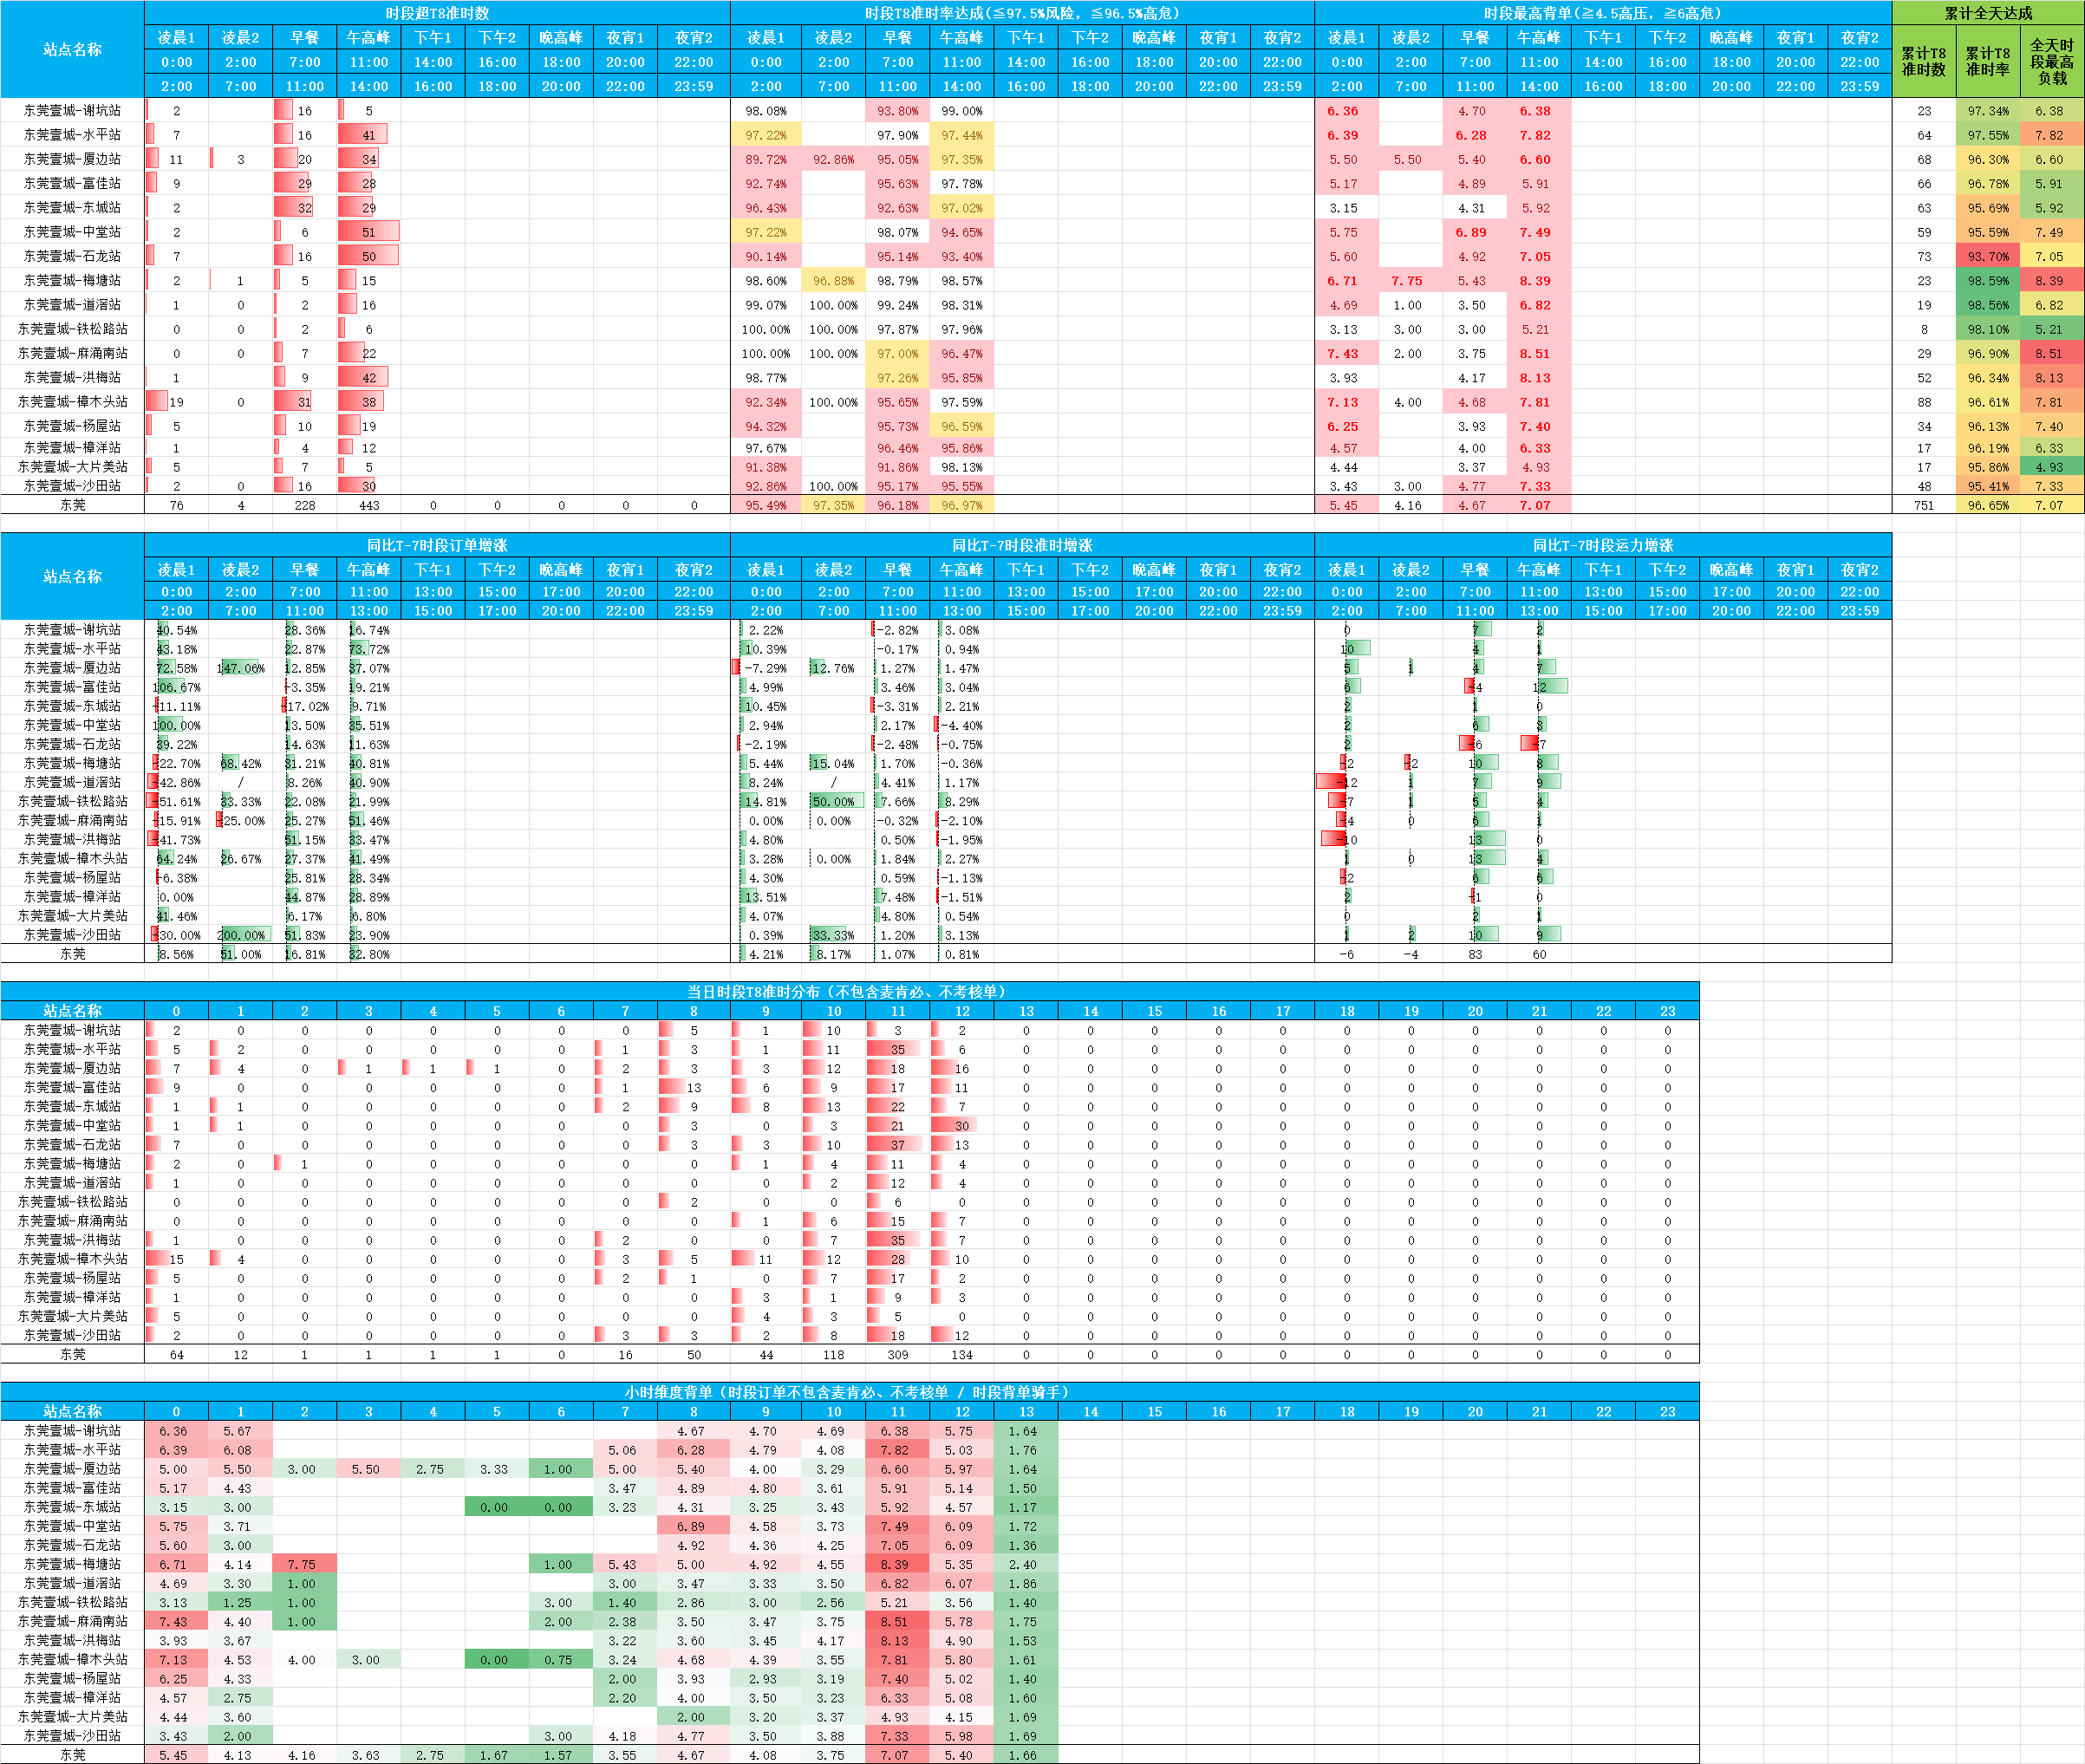 时段超T8准时数 时段T8准时率达成(≦97.5%风险, ≦96.5%高危) 时段最高背单(≧4.5高压, ≧6高危) 累计全天达成
站点名称 凌晨1 凌晨2 早餐 午高峰 下午1 下午2 晚高峰 夜宵1 夜宵2 凌晨1 凌晨2 早餐 午高峰 下午1 下午2 晚高峰 夜宵1 夜宵2 凌晨1 凌晨2 早餐 午高峰 下午1 下午2 晚高峰 夜宵1 夜宵2 累计T8准时数 累计T8准时率 全天时段最高负载
0:00 2:00 7:00 11:00 14:00 16:00 18:00 20:00 22:00 0:00 2:00 7:00 11:00 14:00 16:00 18:00 20:00 22:00 0:00 2:00 7:00 11:00 14:00 16:00 18:00 20:00 22:00
2:00 7:00 11:00 14:00 16:00 18:00 20:00 22:00 23:59 2:00 7:00 11:00 14:00 16:00 18:00 20:00 22:00 23:59 2:00 7:00 11:00 14:00 16:00 18:00 20:00 22:00 23:59
东莞壹城-谢坑站 2 16 5 98.08% 93.80% 99.00% 6.36 4.70 6.38 23 97.34% 6.38
东莞壹城-水平站 7 16 41 97.22% 97.90% 97.44% 6.39 6.28 7.82 64 97.55% 7.82
东莞壹城-厦边站 11 3 20 34 89.72% 92.86% 95.05% 97.35% 5.50 5.50 5.40 6.60 68 96.30% 6.60
东莞壹城-富佳站 9 29 28 92.74% 95.63% 97.78% 5.17 4.89 5.91 66 96.78% 5.91
东莞壹城-东城站 2 32 29 96.43% 92.63% 97.02% 3.15 4.31 5.92 63 95.69% 5.92
东莞壹城-中堂站 2 6 51 97.22% 98.07% 94.65% 5.75 6.89 7.49 59 95.59% 7.49
东莞壹城-石龙站 7 16 50 90.14% 95.14% 93.40% 5.60 4.92 7.05 73 93.70% 7.05
东莞壹城-梅塘站 2 1 5 15 98.60% 96.88% 98.79% 98.57% 6.71 7.75 5.43 8.39 23 98.59% 8.39
东莞壹城-道滘站 1 0 2 16 99.07% 100.00% 99.24% 98.31% 4.69 1.00 3.50 6.82 19 98.56% 6.82
东莞壹城-铁松路站 0 0 2 6 100.00% 100.00% 97.87% 97.96% 3.13 3.00 3.00 5.21 8 98.10% 5.21
东莞壹城-麻涌南站 0 0 7 22 100.00% 100.00% 97.00% 96.47% 7.43 2.00 3.75 8.51 29 96.90% 8.51
东莞壹城-洪梅站 1 9 42 98.77% 97.26% 95.85% 3.93 4.17 8.13 52 96.34% 8.13
东莞壹城-樟木头站 19 0 31 38 92.34% 100.00% 95.65% 97.59% 7.13 4.00 4.68 7.81 88 96.61% 7.81
东莞壹城-杨屋站 5 10 19 94.32% 95.73% 96.59% 6.25 3.93 7.40 34 96.13% 7.40
东莞壹城-樟洋站 1 4 12 97.67% 96.46% 95.86% 4.57 4.00 6.33 17 96.19% 6.33
东莞壹城-大片美站 5 7 5 91.38% 91.86% 98.13% 4.44 3.37 4.93 17 95.86% 4.93
东莞壹城-沙田站 2 0 16 30 92.86% 100.00% 95.17% 95.55% 3.43 3.00 4.77 7.33 48 95.41% 7.33
东莞 76 4 228 443 0 0 0 0 0 95.49% 97.35% 96.18% 96.97% 5.45 4.16 4.67 7.07 751 96.65% 7.07
同比T-7时段订单增涨 同比T-7时段准时增涨 同比T-7时段运力增涨
站点名称 凌晨1 凌晨2 早餐 午高峰 下午1 下午2 晚高峰 夜宵1 夜宵2 凌晨1 凌晨2 早餐 午高峰 下午1 下午2 晚高峰 夜宵1 夜宵2 凌晨1 凌晨2 早餐 午高峰 下午1 下午2 晚高峰 夜宵1 夜宵2
0:00 2:00 7:00 11:00 13:00 15:00 17:00 20:00 22:00 0:00 2:00 7:00 11:00 13:00 15:00 17:00 20:00 22:00 0:00 2:00 7:00 11:00 13:00 15:00 17:00 20:00 22:00
2:00 7:00 11:00 13:00 15:00 17:00 20:00 22:00 23:59 2:00 7:00 11:00 13:00 15:00 17:00 20:00 22:00 23:59 2:00 7:00 11:00 13:00 15:00 17:00 20:00 22:00 23:59
东莞壹城-谢坑站 40.54% 28.36% 16.74% 2.22% -2.82% 3.08% 0 7 2
东莞壹城-水平站 43.18% 22.87% 73.72% 10.39% -0.17% 0.94% 10 4 1
东莞壹城-厦边站 72.58% 147.06% 12.85% 37.07% -7.29% 12.76% 1.27% 1.47% 5 1 4 7
东莞壹城-富佳站 106.67% -3.35% 19.21% 4.99% 3.46% 3.04% 6 -4 12
东莞壹城-东城站 -11.11% -17.02% 9.71% 10.45% -3.31% 2.21% 2 1 0
东莞壹城-中堂站 100.00% 13.50% 35.51% 2.94% 2.17% -4.40% 2 6 3
东莞壹城-石龙站 39.22% 14.63% 11.63% -2.19% -2.48% -0.75% 2 -6 -7
东莞壹城-梅塘站 -22.70% 68.42% 31.21% 40.81% 5.44% 15.04% 1.70% -0.36% -2 -2 10 8
东莞壹城-道滘站 -42.86% / 8.26% 40.90% 8.24% / 4.41% 1.17% -12 1 7 9
东莞壹城-铁松路站 -51.61% 33.33% 22.08% 21.99% 14.81% 50.00% 7.66% 8.29% -7 1 5 4
东莞壹城-麻涌南站 -15.91% -25.00% 25.27% 51.46% 0.00% 0.00% -0.32% -2.10% -4 0 6 1
东莞壹城-洪梅站 -41.73% 51.15% 33.47% 4.80% 0.50% -1.95% -10 13 0
东莞壹城-樟木头站 64.24% 26.67% 27.37% 41.49% 3.28% 0.00% 1.84% 2.27% 1 0 13 4
东莞壹城-杨屋站 -6.38% 25.81% 28.34% 4.30% 0.59% -1.13% -2 6 6
东莞壹城-樟洋站 0.00% 44.87% 28.89% 13.51% 7.48% -1.51% 2 -1 0
东莞壹城-大片美站 41.46% 6.17% 6.80% 4.07% 4.80% 0.54% 0 2 1
东莞壹城-沙田站 -30.00% 200.00% 51.83% 23.90% 0.39% 33.33% 1.20% 3.13% 1 2 10 9
东莞 8.56% 51.00% 16.81% 32.80% 4.21% 8.17% 1.07% 0.81% -6 -4 83 60
当日时段T8准时分布（不包含麦肯必、不考核单）
站点名称 0 1 2 3 4 5 6 7 8 9 10 11 12 13 14 15 16 17 18 19 20 21 22 23
东莞壹城-谢坑站 2 0 0 0 0 0 0 0 5 1 10 3 2 0 0 0 0 0 0 0 0 0 0 0
东莞壹城-水平站 5 2 0 0 0 0 0 1 3 1 11 35 6 0 0 0 0 0 0 0 0 0 0 0
东莞壹城-厦边站 7 4 0 1 1 1 0 2 3 3 12 18 16 0 0 0 0 0 0 0 0 0 0 0
东莞壹城-富佳站 9 0 0 0 0 0 0 1 13 6 9 17 11 0 0 0 0 0 0 0 0 0 0 0
东莞壹城-东城站 1 1 0 0 0 0 0 2 9 8 13 22 7 0 0 0 0 0 0 0 0 0 0 0
东莞壹城-中堂站 1 1 0 0 0 0 0 0 3 0 3 21 30 0 0 0 0 0 0 0 0 0 0 0
东莞壹城-石龙站 7 0 0 0 0 0 0 0 3 3 10 37 13 0 0 0 0 0 0 0 0 0 0 0
东莞壹城-梅塘站 2 0 1 0 0 0 0 0 0 1 4 11 4 0 0 0 0 0 0 0 0 0 0 0
东莞壹城-道滘站 1 0 0 0 0 0 0 0 0 0 2 12 4 0 0 0 0 0 0 0 0 0 0 0
东莞壹城-铁松路站 0 0 0 0 0 0 0 0 2 0 0 6 0 0 0 0 0 0 0 0 0 0 0 0
东莞壹城-麻涌南站 0 0 0 0 0 0 0 0 0 1 6 15 7 0 0 0 0 0 0 0 0 0 0 0
东莞壹城-洪梅站 1 0 0 0 0 0 0 2 0 0 7 35 7 0 0 0 0 0 0 0 0 0 0 0
东莞壹城-樟木头站 15 4 0 0 0 0 0 3 5 11 12 28 10 0 0 0 0 0 0 0 0 0 0 0
东莞壹城-杨屋站 5 0 0 0 0 0 0 2 1 0 7 17 2 0 0 0 0 0 0 0 0 0 0 0
东莞壹城-樟洋站 1 0 0 0 0 0 0 0 0 3 1 9 3 0 0 0 0 0 0 0 0 0 0 0
东莞壹城-大片美站 5 0 0 0 0 0 0 0 0 4 3 5 0 0 0 0 0 0 0 0 0 0 0 0
东莞壹城-沙田站 2 0 0 0 0 0 0 3 3 2 8 18 12 0 0 0 0 0 0 0 0 0 0 0
东莞 64 12 1 1 1 1 0 16 50 44 118 309 134 0 0 0 0 0 0 0 0 0 0 0
小时维度背单（时段订单不包含麦肯必、不考核单 / 时段背单骑手）
站点名称 0 1 2 3 4 5 6 7 8 9 10 11 12 13 14 15 16 17 18 19 20 21 22 23
东莞壹城-谢坑站 6.36 5.67 4.67 4.70 4.69 6.38 5.75 1.64
东莞壹城-水平站 6.39 6.08 5.06 6.28 4.79 4.08 7.82 5.03 1.76
东莞壹城-厦边站 5.00 5.50 3.00 5.50 2.75 3.33 1.00 5.00 5.40 4.00 3.29 6.60 5.97 1.64
东莞壹城-富佳站 5.17 4.43 3.47 4.89 4.80 3.61 5.91 5.14 1.50
东莞壹城-东城站 3.15 3.00 0.00 0.00 3.23 4.31 3.25 3.43 5.92 4.57 1.17
东莞壹城-中堂站 5.75 3.71 6.89 4.58 3.73 7.49 6.09 1.72
东莞壹城-石龙站 5.60 3.00 4.92 4.36 4.25 7.05 6.09 1.36
东莞壹城-梅塘站 6.71 4.14 7.75 1.00 5.43 5.00 4.92 4.55 8.39 5.35 2.40
东莞壹城-道滘站 4.69 3.30 1.00 3.00 3.47 3.33 3.50 6.82 6.07 1.86
东莞壹城-铁松路站 3.13 1.25 1.00 3.00 1.40 2.86 3.00 2.56 5.21 3.56 1.40
东莞壹城-麻涌南站 7.43 4.40 1.00 2.00 2.38 3.50 3.47 3.75 8.51 5.78 1.75
东莞壹城-洪梅站 3.93 3.67 3.22 3.60 3.45 4.17 8.13 4.90 1.53
东莞壹城-樟木头站 7.13 4.53 4.00 3.00 0.00 0.75 3.24 4.68 4.39 3.55 7.81 5.80 1.61
东莞壹城-杨屋站 6.25 4.33 2.00 3.93 2.93 3.19 7.40 5.02 1.40
东莞壹城-樟洋站 4.57 2.75 2.20 4.00 3.50 3.23 6.33 5.08 1.60
东莞壹城-大片美站 4.44 3.60 2.00 3.20 3.37 4.93 4.15 1.69
东莞壹城-沙田站 3.43 2.00 3.00 4.18 4.77 3.50 3.88 7.33 5.98 1.69
东莞 5.45 4.13 4.16 3.63 2.75 1.67 1.57 3.55 4.67 4.08 3.75 7.07 5.40 1.66